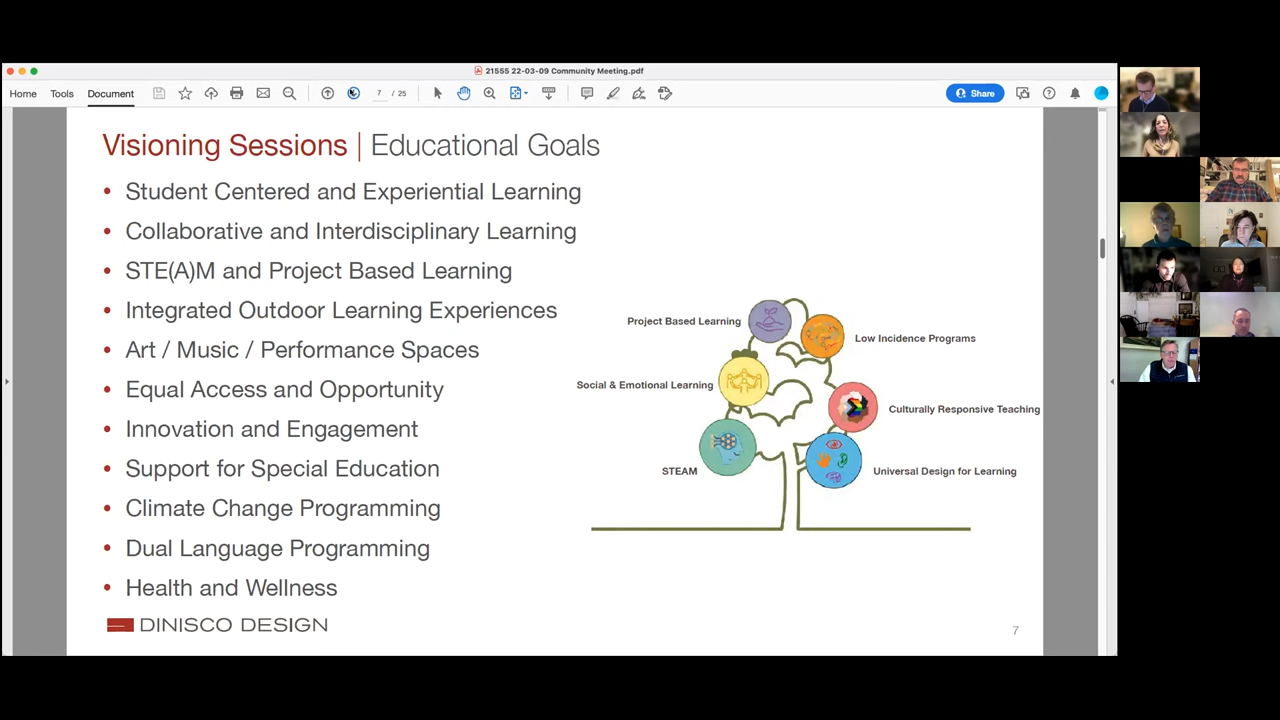 21555 22-03-09 Community Meeting.pdf
Home Tools Document 7 / 25 Share
Visioning Sessions | Educational Goals
• Student Centered and Experiential Learning
• Collaborative and Interdisciplinary Learning
• STE(A)M and Project Based Learning
• Integrated Outdoor Learning Experiences
• Art / Music / Performance Spaces
• Equal Access and Opportunity
• Innovation and Engagement
• Support for Special Education
• Climate Change Programming
• Dual Language Programming
• Health and Wellness
Project Based Learning
Low Incidence Programs
Social & Emotional Learning
Culturally Responsive Teaching
STEAM
Universal Design for Learning
DINISCO DESIGN
7